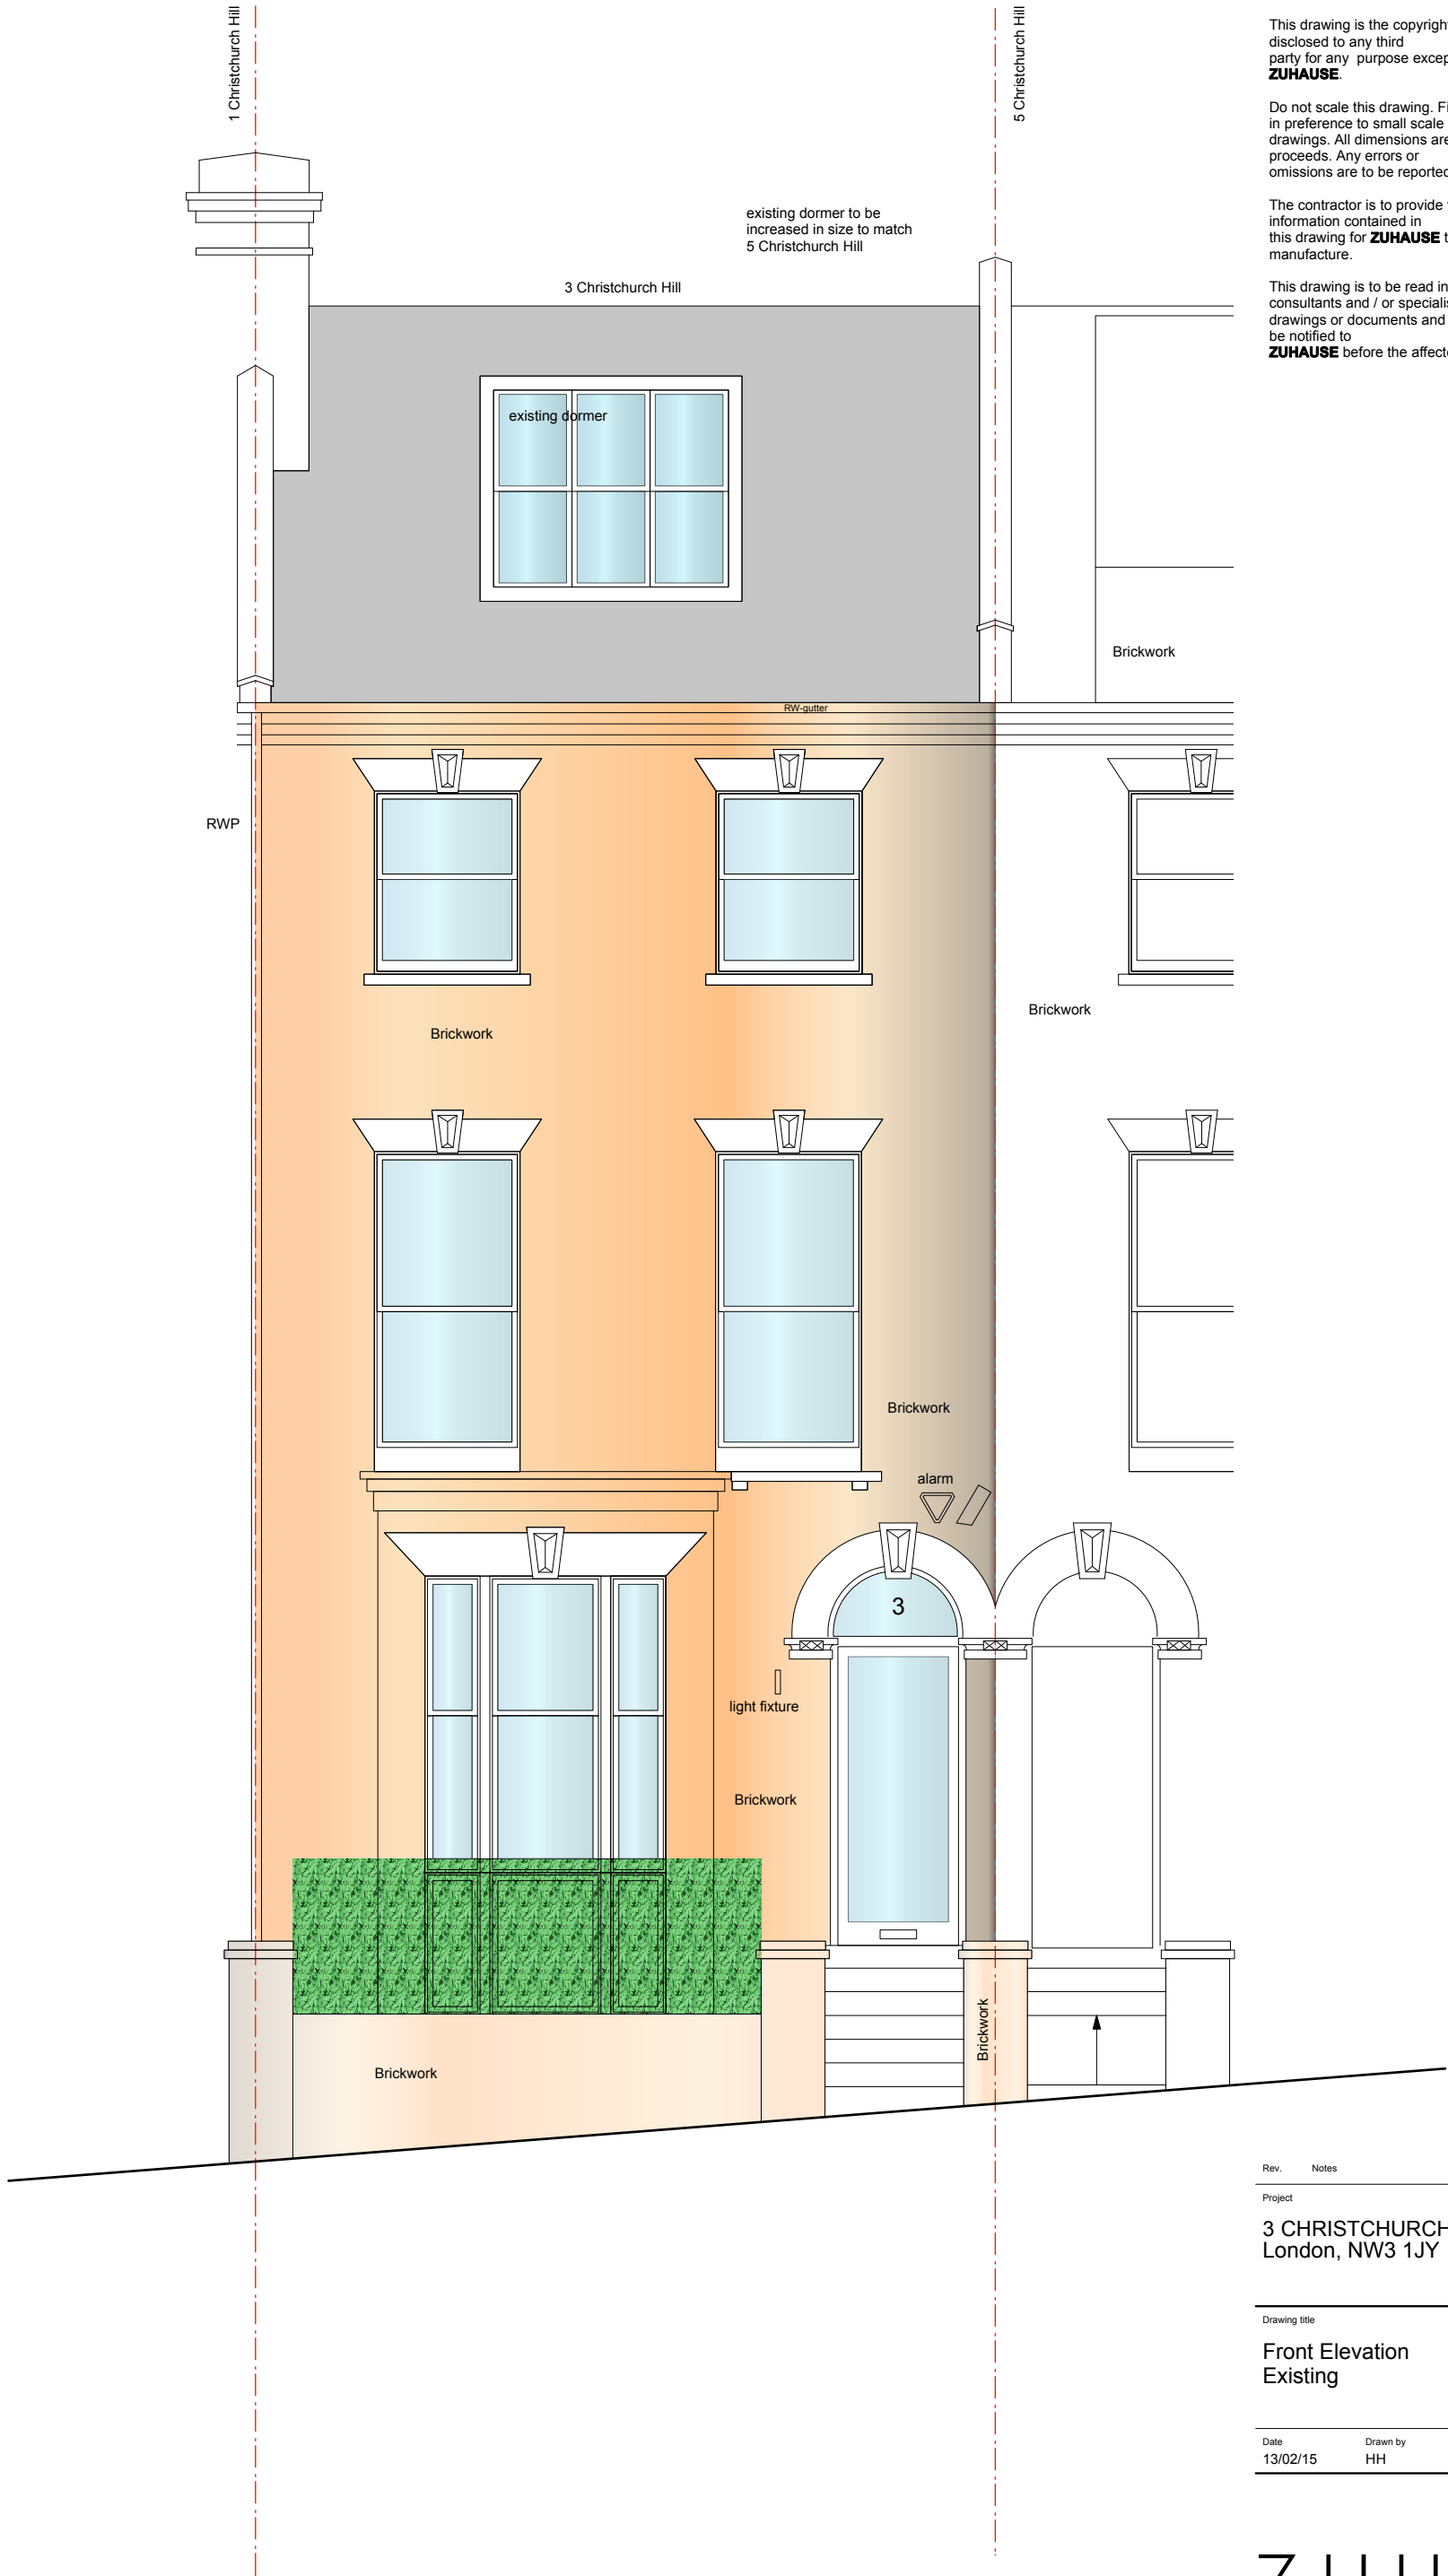 1 Christchurch Hill
5 Christchurch Hill
This drawing is the copyright
disclosed to any third
party for any purpose excep
ZUHAUSE.
Do not scale this drawing. Fi
in preference to small scale
drawings. All dimensions are
proceeds. Any errors or
omissions are to be reported
The contractor is to provide
information contained in
this drawing for ZUHAUSE t
manufacture.
This drawing is to be read in
consultants and / or specialis
drawings or documents and
be notified to
ZUHAUSE before the affecte
existing dormer to be
increased in size to match
5 Christchurch Hill
3 Christchurch Hill
existing dormer
Brickwork
RW-gutter
RWP
Brickwork
Brickwork
Brickwork
alarm
3
light fixture
Brickwork
Brickwork
Brickwork
Rev. Notes
Project
3 CHRISTCHURCH
London, NW3 1JY
Drawing title
Front Elevation
Existing
Date Drawn by
13/02/15 HH